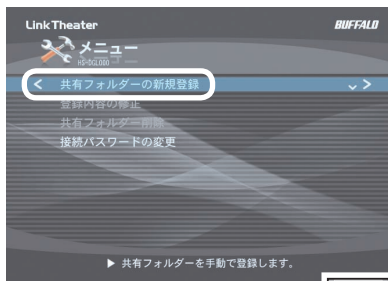 LinkTheater
BUFFALO
メニュー
HS-DGL000
共有フォルダーの新規登録
登録内容の修正
共有フォルダー削除
接続パスワードの変更
▶ 共有フォルダーを手動で登録します。